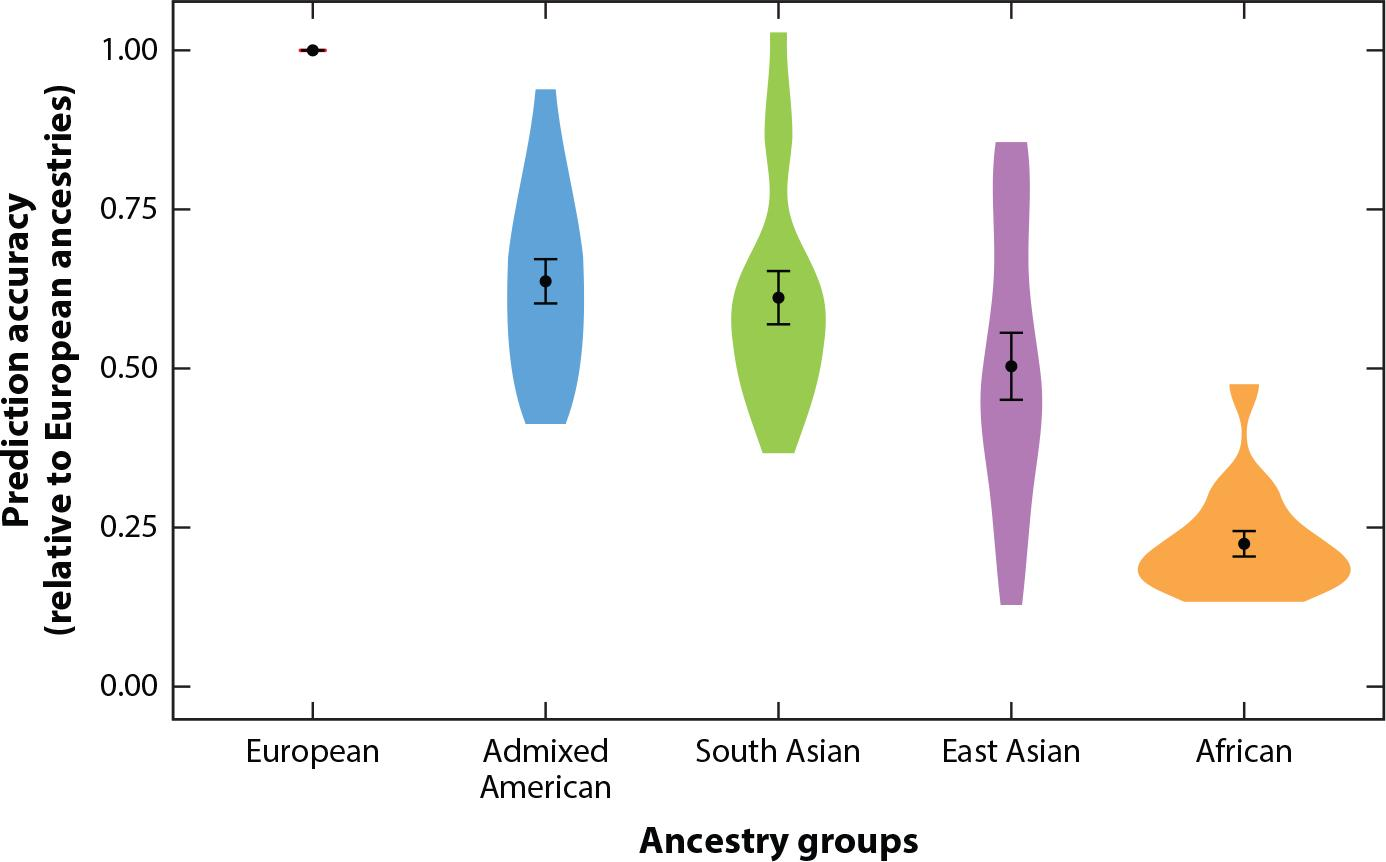 Prediction accuracy
(relative to European ancestries)
1.00
0.75
0.50
0.25
0.00
European
Admixed
American
South Asian
East Asian
African
Ancestry groups